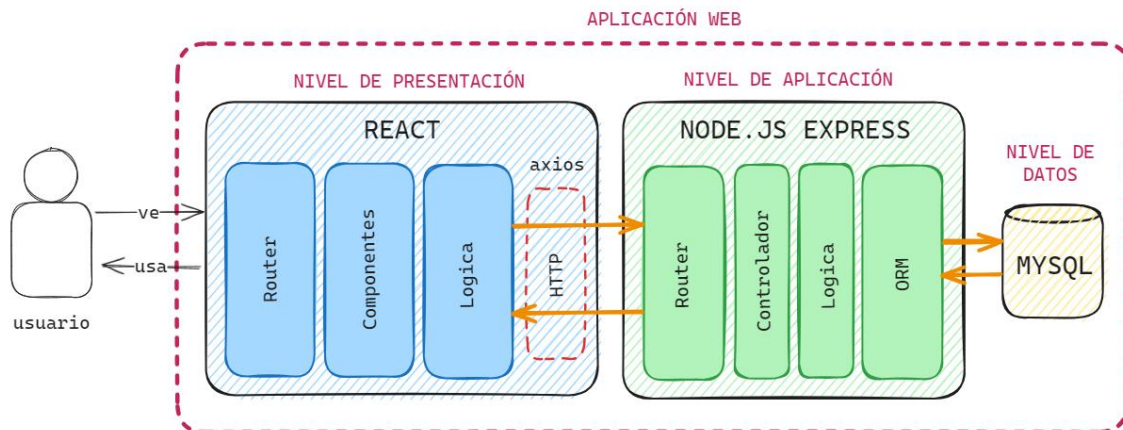 APLICACIÓN WEB
NIVEL DE PRESENTACIÓN
NIVEL DE APLICACIÓN
REACT
NODE.JS EXPRESS
NIVEL DE
DATOS
axios
ve
usa
usuario
Router
Componentes
Logica
HTTP
Router
Controlador
Logica
ORM
MYSQL